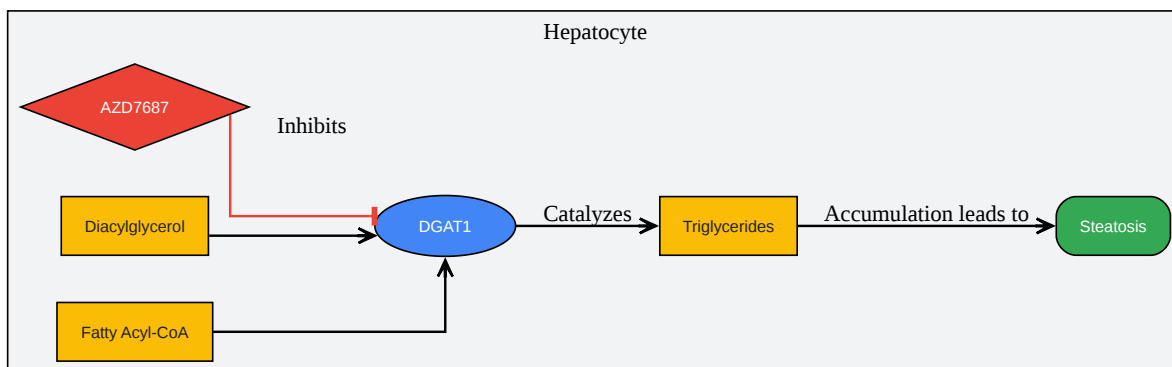 Hepatocyte
AZD7687
Inhibits
Diacylglycerol
DGAT1
Catalyzes
Triglycerides
Accumulation leads to
Steatosis
Fatty Acyl-CoA